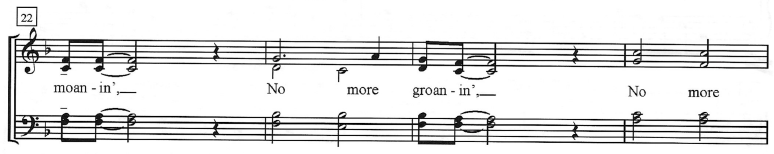 22
moan - in’, No more groan - in’, No more